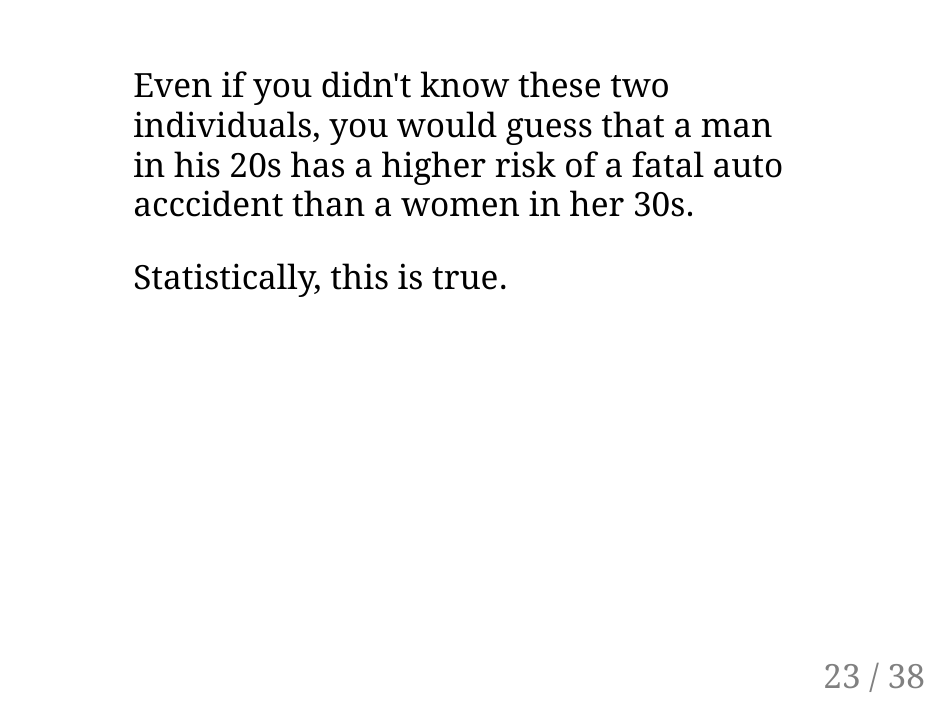 Even if you didn't know these two
individuals, you would guess that a man
in his 20s has a higher risk of a fatal auto
acccident than a women in her 30s.
Statistically, this is true.
23 / 38